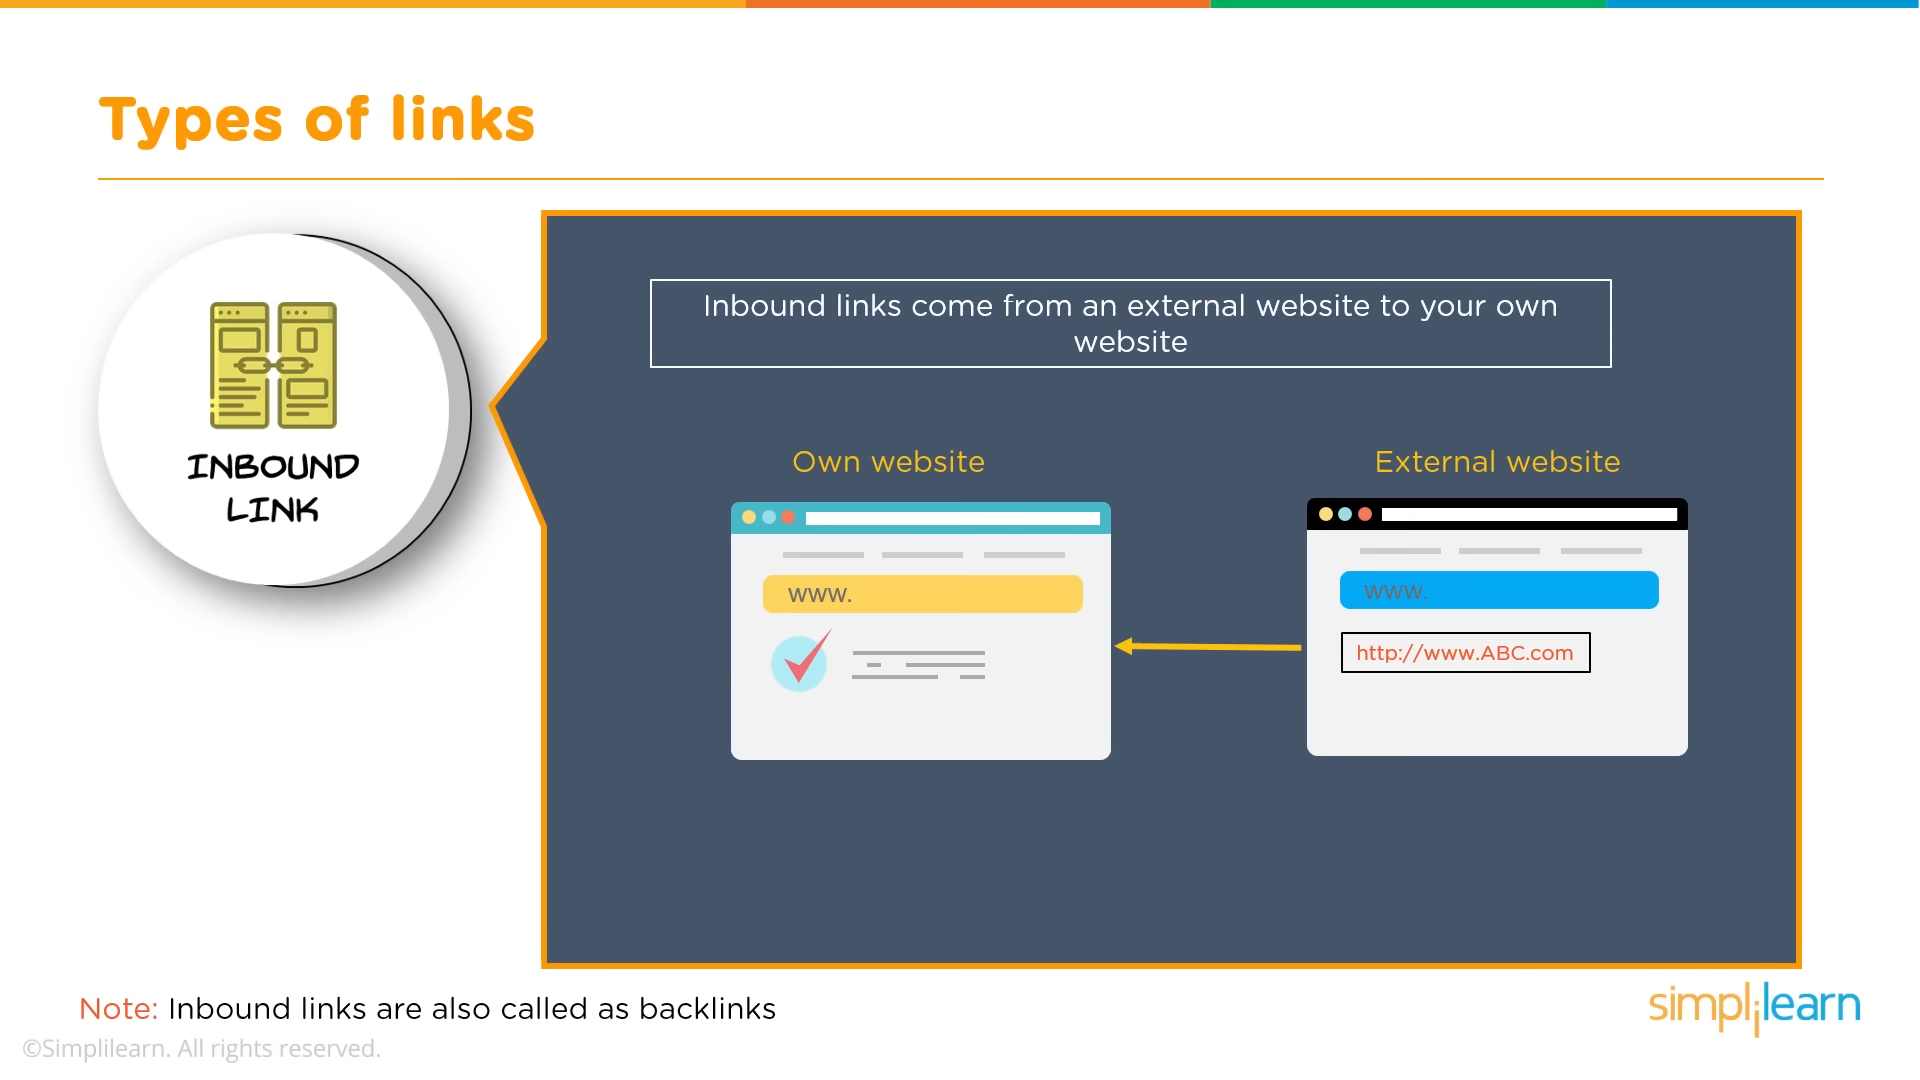 Types of links
INBOUND
LINK
Inbound links come from an external website to your own
website
Own website
External website
www.
www.
http://www.ABC.com
Note: Inbound links are also called as backlinks
simplilearn
©Simplilearn. All rights reserved.